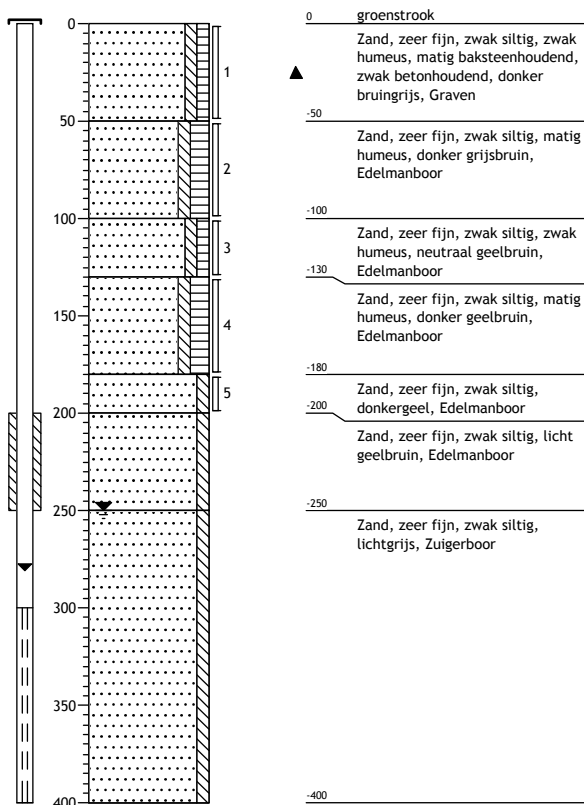 0
50
100
150
200
250
300
350
400
1
2
3
4
5
0 groenstrook
Zand, zeer fijn, zwak siltig, zwak
humeus, matig baksteenhoudend,
zwak betonhoudend, donker
bruingrijs, Graven
-50
Zand, zeer fijn, zwak siltig, matig
humeus, donker grijsbruin,
Edelmanboor
-100
Zand, zeer fijn, zwak siltig, zwak
humeus, neutraal geelbruin,
Edelmanboor
-130
Zand, zeer fijn, zwak siltig, matig
humeus, donker geelbruin,
Edelmanboor
-180
Zand, zeer fijn, zwak siltig,
donkergeel, Edelmanboor
-200
Zand, zeer fijn, zwak siltig, licht
geelbruin, Edelmanboor
-250
Zand, zeer fijn, zwak siltig,
lichtgrijs, Zuigerboor
-400